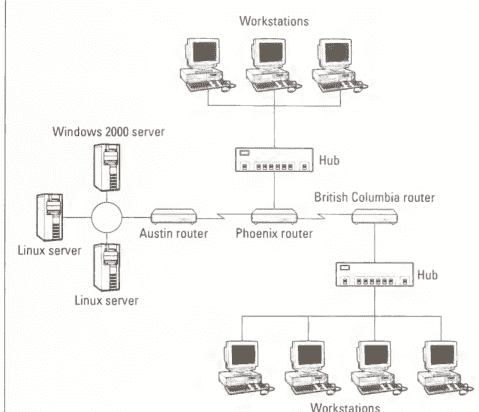 Workstations
Windows 2000 server
Hub
British Columbia router
Linux server
Austin router
Phoenix router
Linux server
Hub
Workstations